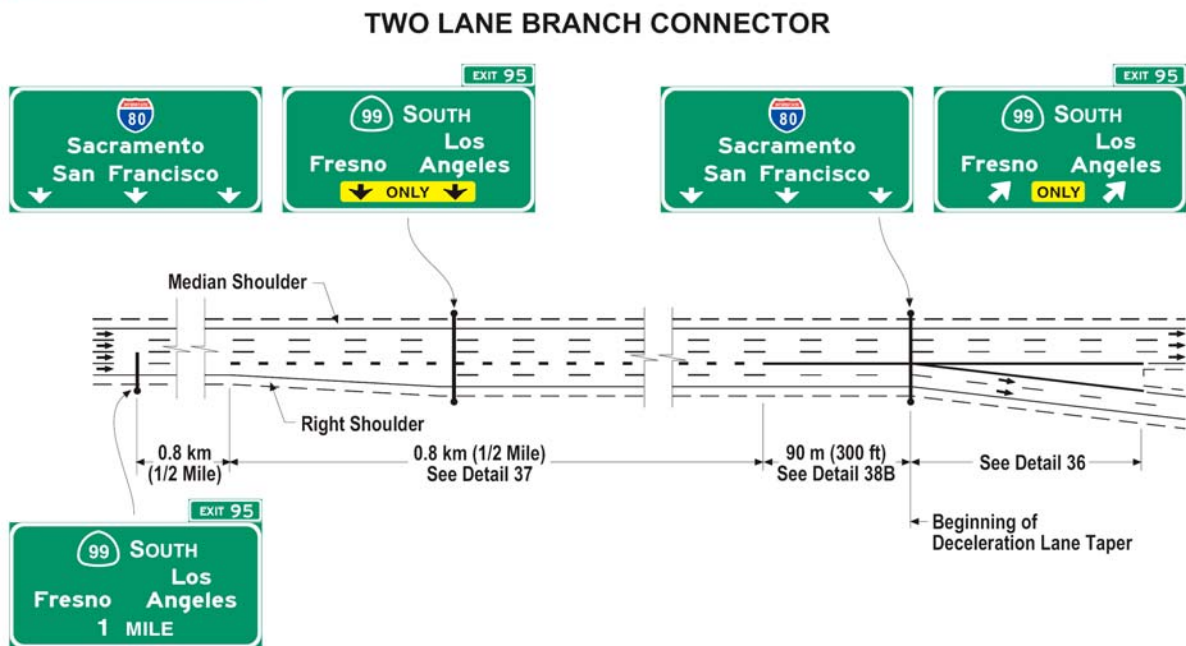 TWO LANE BRANCH CONNECTOR
INTERSTATE
80
Sacramento
San Francisco
EXIT 95
99 SOUTH
Los
Fresno Angeles
ONLY
INTERSTATE
80
Sacramento
San Francisco
EXIT 95
99 SOUTH
Los
Fresno Angeles
ONLY
Median Shoulder
Right Shoulder
0.8 km
(1/2 Mile)
0.8 km (1/2 Mile)
See Detail 37
90 m (300 ft)
See Detail 38B
See Detail 36
Beginning of
Deceleration Lane Taper
EXIT 95
99 SOUTH
Los
Fresno Angeles
1 MILE